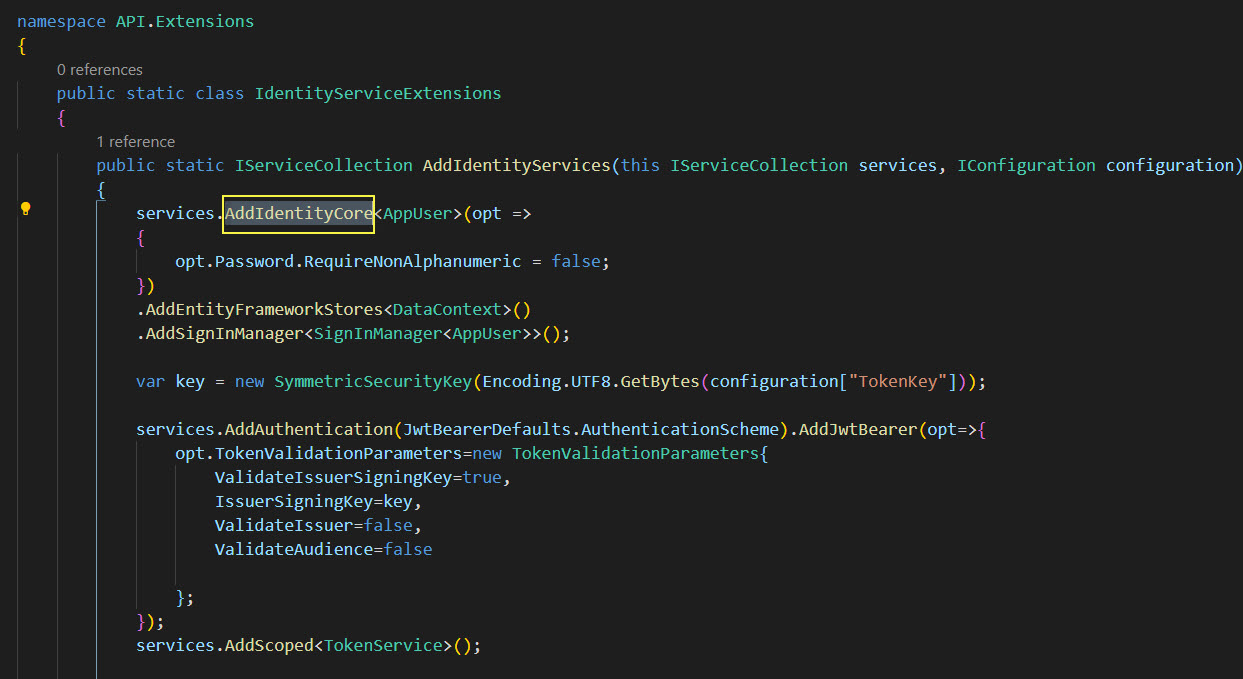 namespace API.Extensions
{
0 references
public static class IdentityServiceExtensions
{
1 reference
public static IServiceCollection AddIdentityServices(this IServiceCollection services, IConfiguration configuration)
{
services.AddIdentityCore<AppUser>(opt =>
{
opt.Password.RequireNonAlphanumeric = false;
})
.AddEntityFrameworkStores<DataContext>()
.AddSignInManager<SignInManager<AppUser>>();
var key = new SymmetricSecurityKey(Encoding.UTF8.GetBytes(configuration["TokenKey"]));
services.AddAuthentication(JwtBearerDefaults.AuthenticationScheme).AddJwtBearer(opt=>{
opt.TokenValidationParameters=new TokenValidationParameters{
ValidateIssuerSigningKey=true,
IssuerSigningKey=key,
ValidateIssuer=false,
ValidateAudience=false
};
});
services.AddScoped<TokenService>();